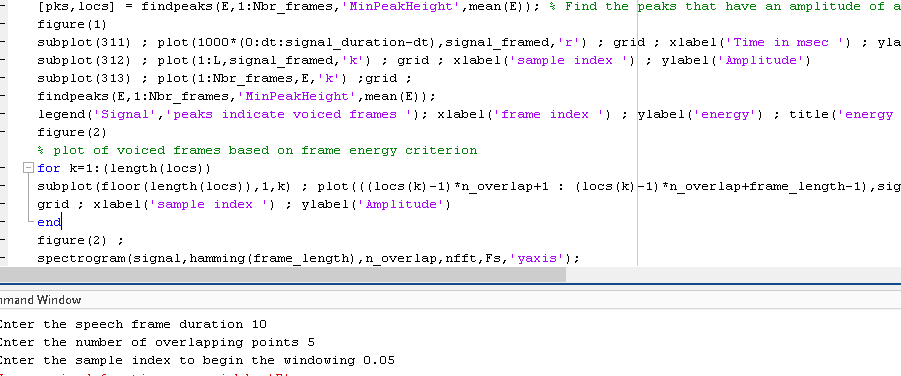 [pks,locs] = findpeaks(E,1:Nbr_frames,'MinPeakHeight',mean(E)); % Find the peaks that have an amplitude of a
figure(1)
subplot(311) ; plot(1000*(0:dt:signal_duration-dt),signal_framed,'r') ; grid ; xlabel('Time in msec ') ; yla
subplot(312) ; plot(1:L,signal_framed,'k') ; grid ; xlabel('sample index ') ; ylabel('Amplitude')
subplot(313) ; plot(1:Nbr_frames,E,'k') ;grid ;
findpeaks(E,1:Nbr_frames,'MinPeakHeight',mean(E));
legend('Signal','peaks indicate voiced frames '); xlabel('frame index ') ; ylabel('energy') ; title('energy
figure(2)
% plot of voiced frames based on frame energy criterion
for k=1:(length(locs))
subplot(floor(length(locs)),1,k) ; plot(((locs(k)-1)*n_overlap+1 : (locs(k)-1)*n_overlap+frame_length-1),sig
grid ; xlabel('sample index ') ; ylabel('Amplitude')
end
figure(2) ;
spectrogram(signal,hamming(frame_length),n_overlap,nfft,Fs,'yaxis');
mmand Window
Enter the speech frame duration 10
Enter the number of overlapping points 5
Enter the sample index to begin the windowing 0.05